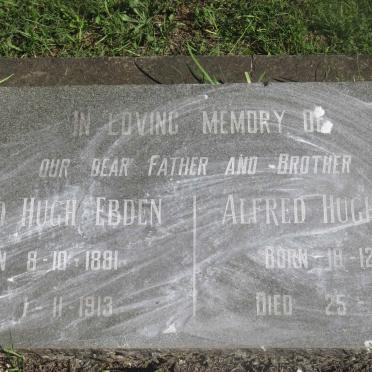 IN LOVING MEMORY OF
OUR DEAR FATHER AND BROTHER
HUGH EBDEN
8-10-1881
11-1913
ALFRED HUGH
BORN
DIED 25